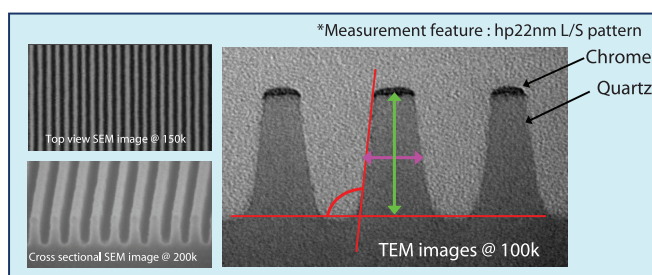 *Measurement feature : hp22nm L/S pattern
Chrome
Quartz
Top view SEM image @ 150k
Cross sectional SEM image @ 200k
TEM images @ 100k